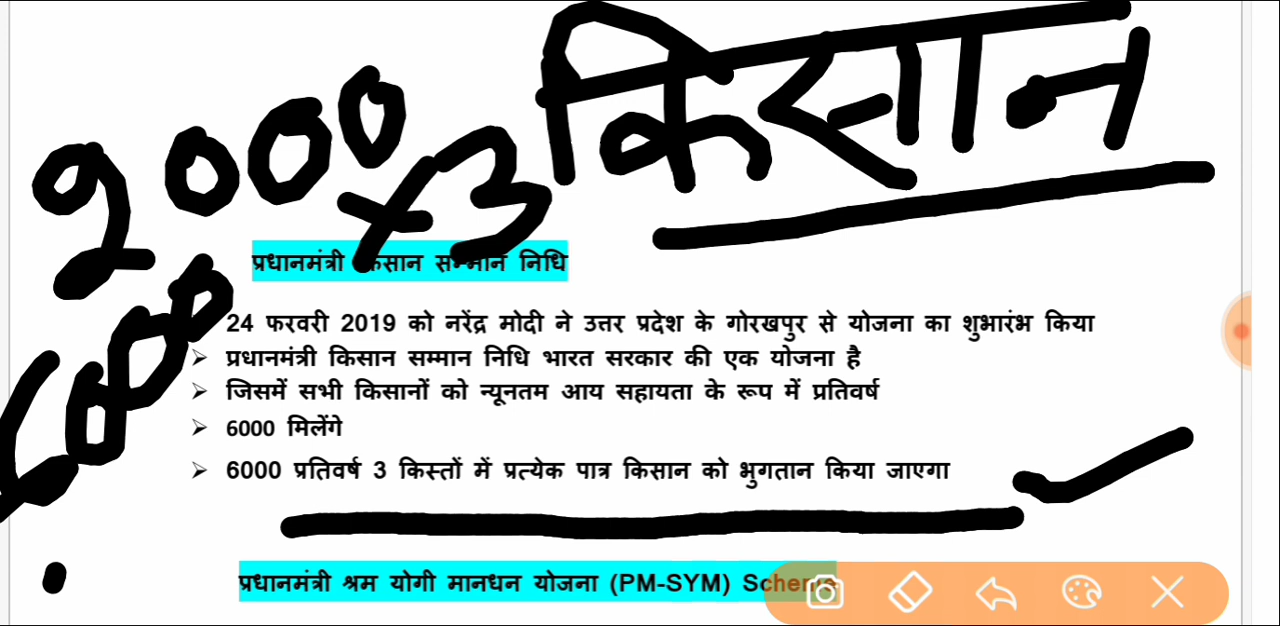 2000 x 3 किसान
6000
प्रधानमंत्री किसान सम्मान निधि
24 फरवरी 2019 को नरेंद्र मोदी ने उत्तर प्रदेश के गोरखपुर से योजना का शुभारंभ किया
➢ प्रधानमंत्री किसान सम्मान निधि भारत सरकार की एक योजना है
➢ जिसमें सभी किसानों को न्यूनतम आय सहायता के रूप में प्रतिवर्ष
➢ 6000 मिलेंगे
➢ 6000 प्रतिवर्ष 3 किस्तों में प्रत्येक पात्र किसान को भुगतान किया जाएगा
प्रधानमंत्री श्रम योगी मानधन योजना (PM-SYM) Scheme